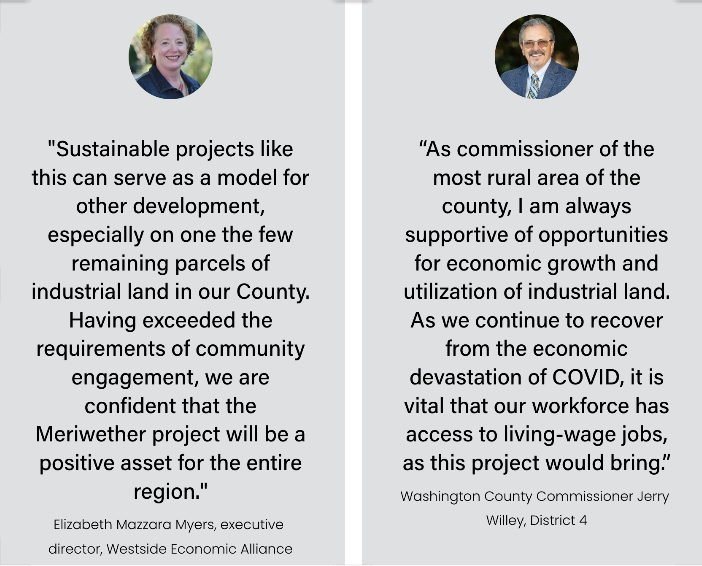 "Sustainable projects like
this can serve as a model for
other development,
especially on one the few
remaining parcels of
industrial land in our County.
Having exceeded the
requirements of community
engagement, we are
confident that the
Meriwether project will be a
positive asset for the entire
region."
Elizabeth Mazzara Myers, executive
director, Westside Economic Alliance
“As commissioner of the
most rural area of the
county, I am always
supportive of opportunities
for economic growth and
utilization of industrial land.
As we continue to recover
from the economic
devastation of COVID, it is
vital that our workforce has
access to living-wage jobs,
as this project would bring.”
Washington County Commissioner Jerry
Willey, District 4